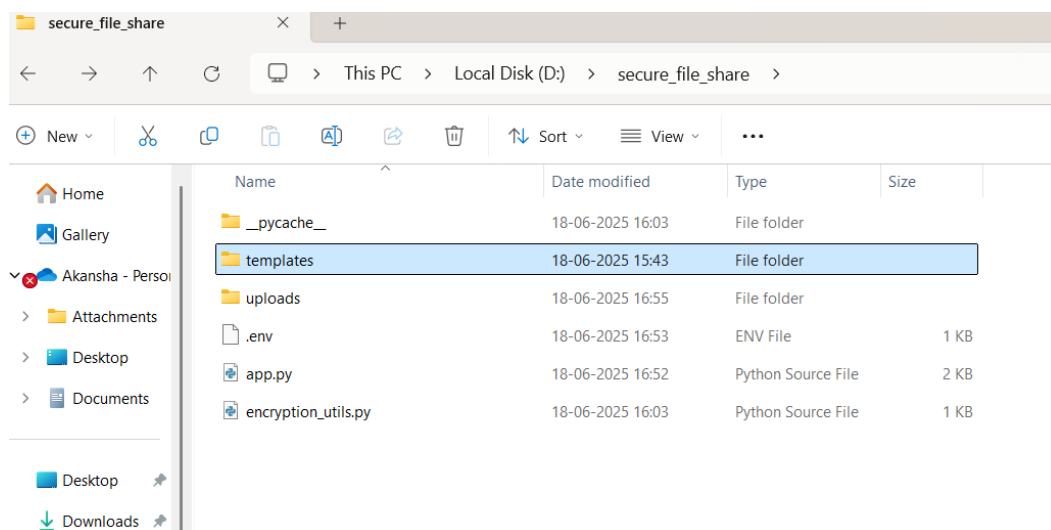 secure_file_share
This PC > Local Disk (D:) > secure_file_share >
New Sort View
Name Date modified Type Size
Home
Gallery
Akansha - Perso
Attachments
Desktop
Documents
Desktop
Downloads
__pycache__ 18-06-2025 16:03 File folder
templates 18-06-2025 15:43 File folder
uploads 18-06-2025 16:55 File folder
.env 18-06-2025 16:53 ENV File 1 KB
app.py 18-06-2025 16:52 Python Source File 2 KB
encryption_utils.py 18-06-2025 16:03 Python Source File 1 KB